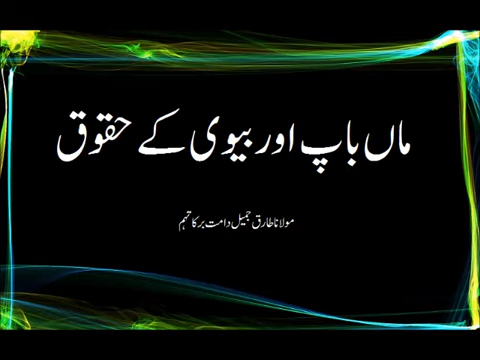 ماں باپ اور بیوی کے حقوق
مولانا طارق جمیل دامت برکاتہم